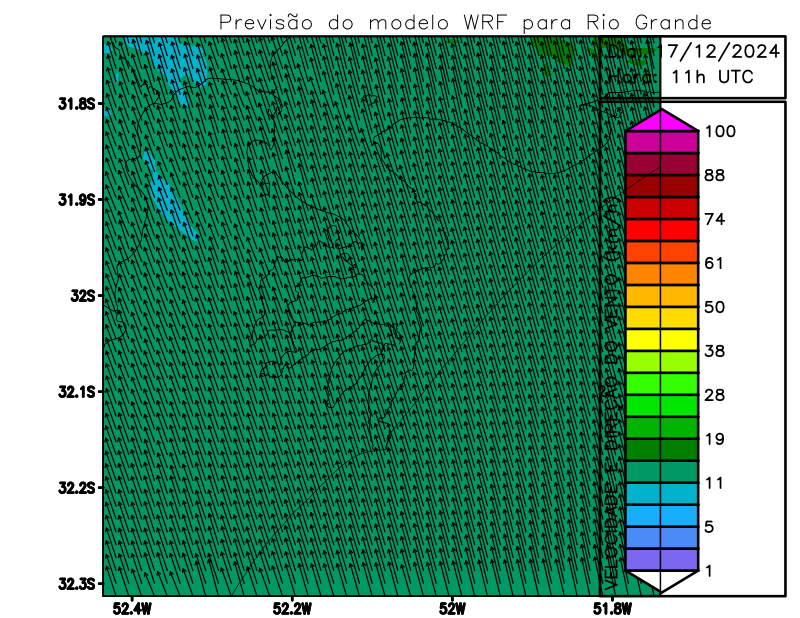 Previsão do modelo WRF para Rio Grande
Dia: 17/12/2024
Hora: 11h UTC
31.8S
31.9S
32S
32.1S
32.2S
32.3S
52.4W
52.2W
52W
51.8W
VELOCIDADE E DIREÇÃO DO VENTO (km/h)
100
88
74
61
50
38
28
19
11
5
1